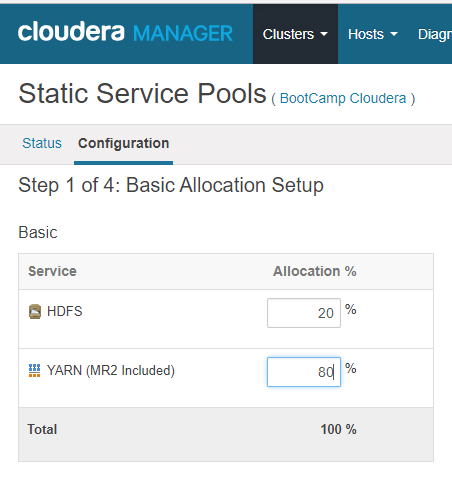 cloudera MANAGER Clusters Hosts Diagr
Static Service Pools ( BootCamp Cloudera )
Status Configuration
Step 1 of 4: Basic Allocation Setup
Basic
Service Allocation %
HDFS 20 %
YARN (MR2 Included) 80 %
Total 100 %